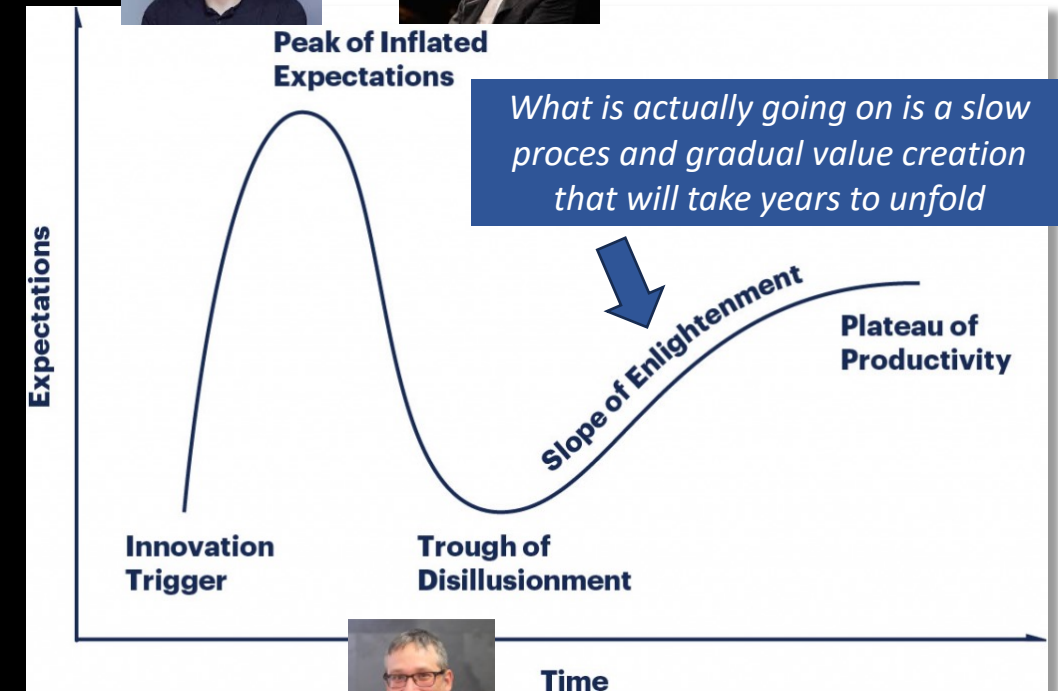 Peak of Inflated
Expectations
What is actually going on is a slow
proces and gradual value creation
that will take years to unfold
Expectations
Slope of Enlightenment
Plateau of
Productivity
Innovation
Trigger
Trough of
Disillusionment
Time